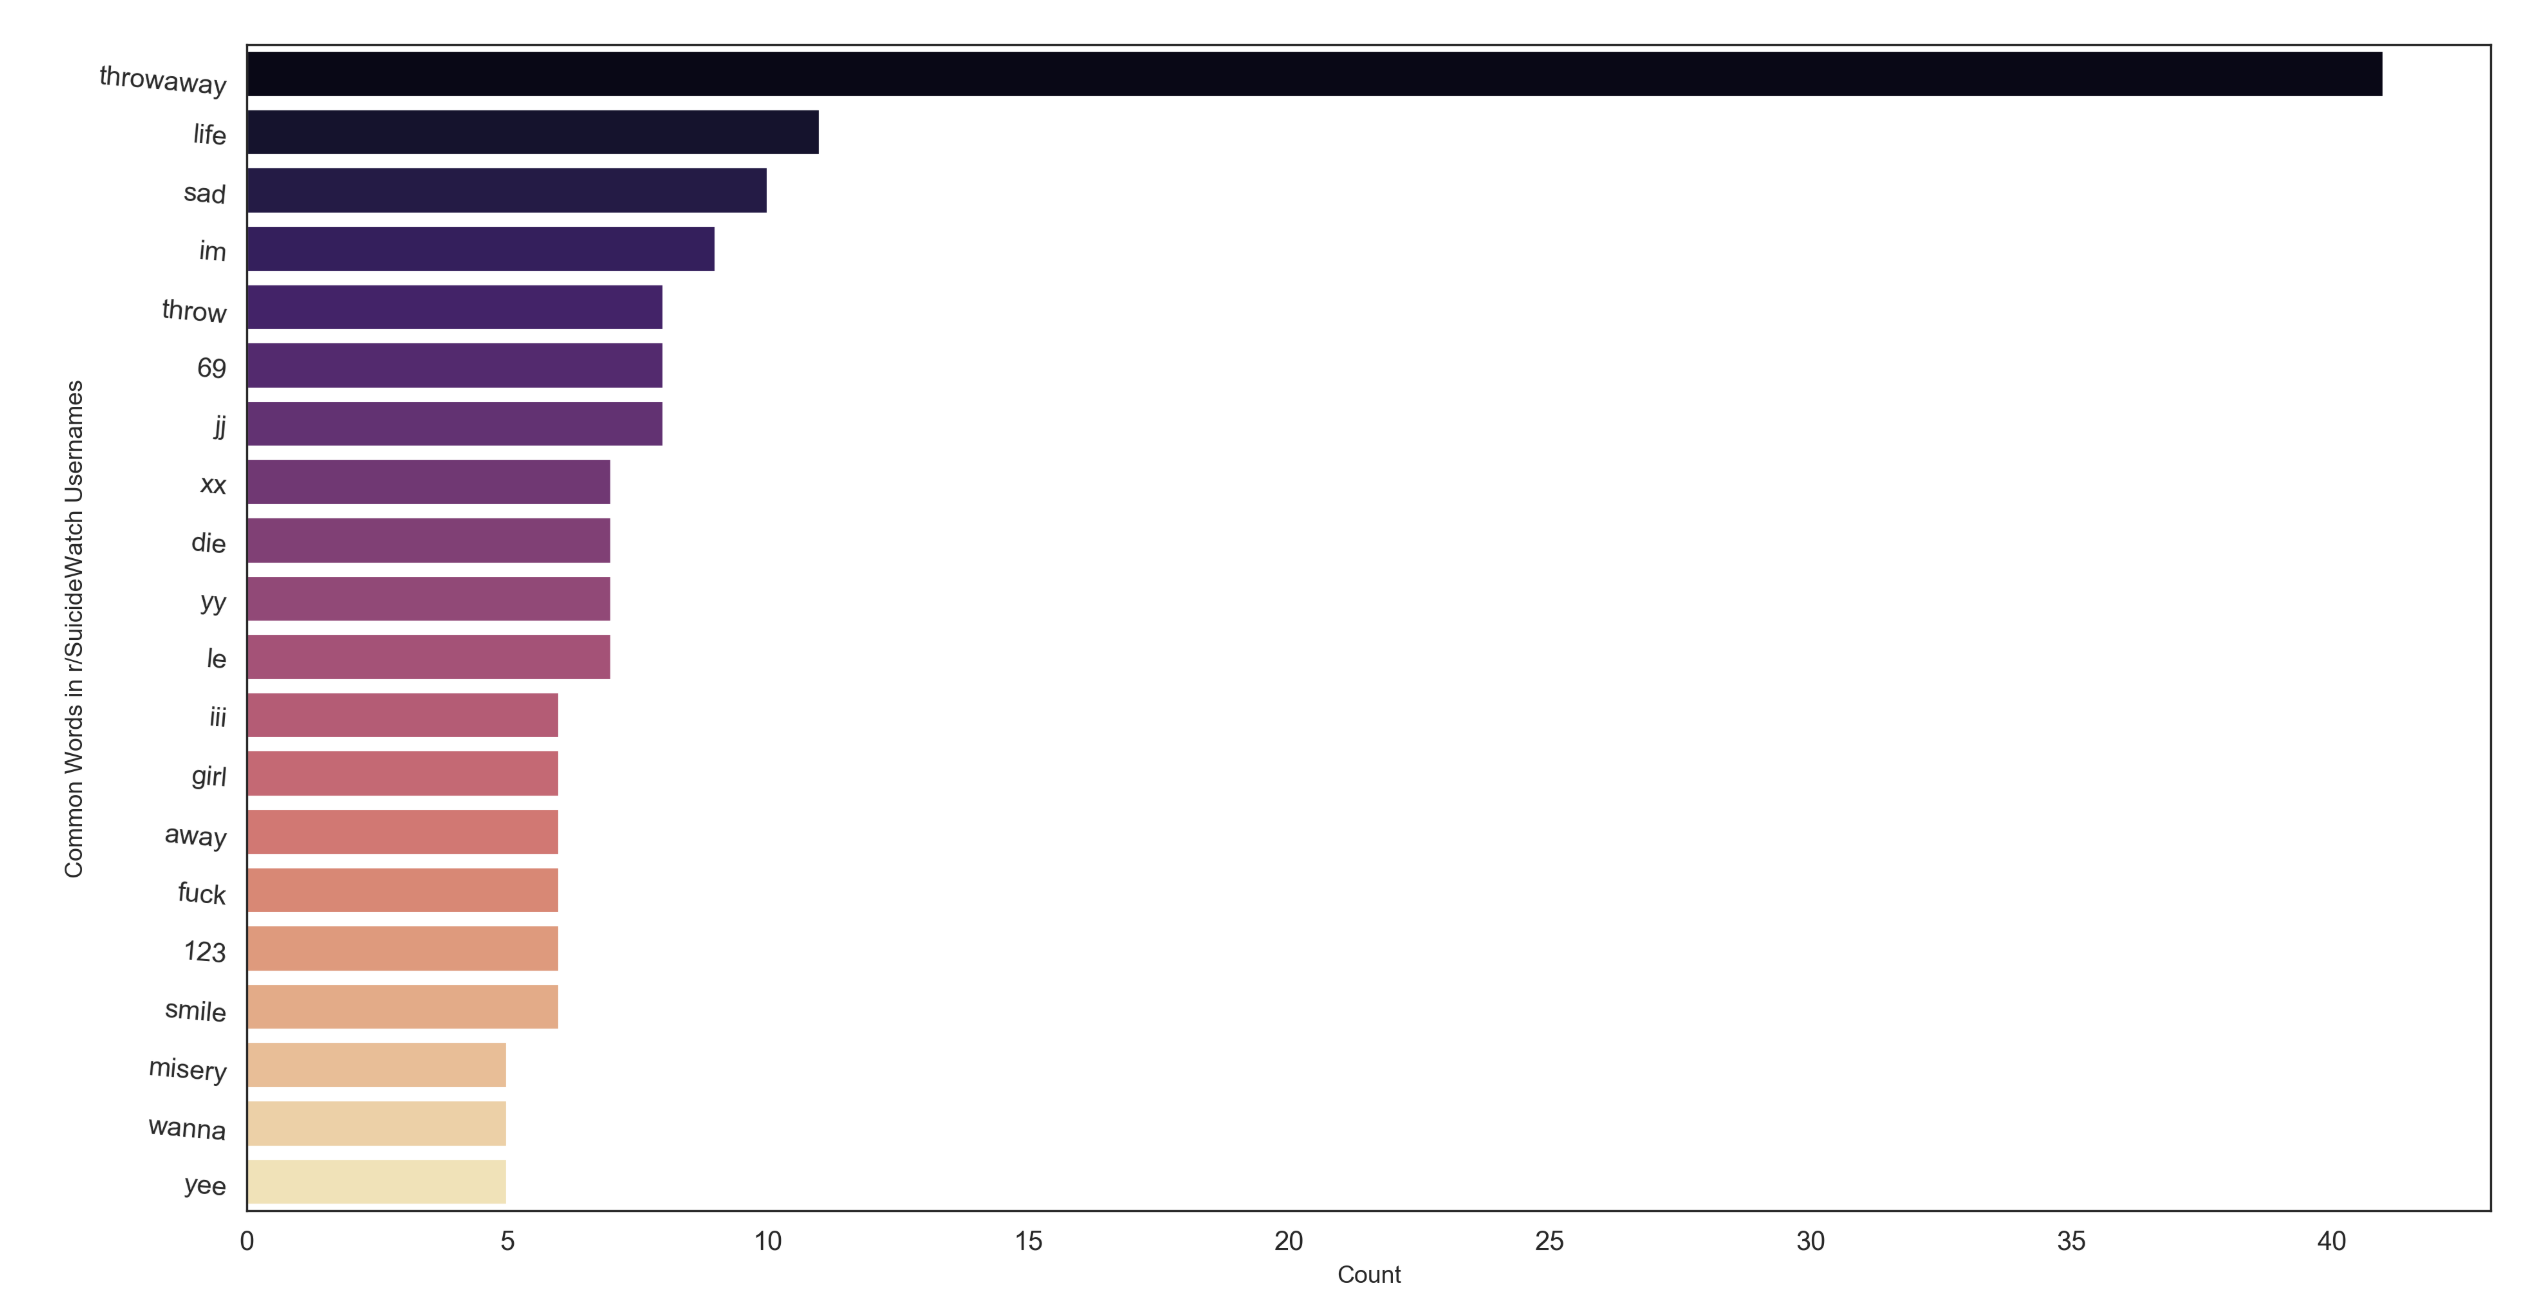 throwaway
life
sad
im
throw
69
jj
xx
die
yy
le
iii
girl
away
fuck
123
smile
misery
wanna
yee
Common Words in r/SuicideWatch Usernames
0 5 10 15 20 25 30 35 40
Count